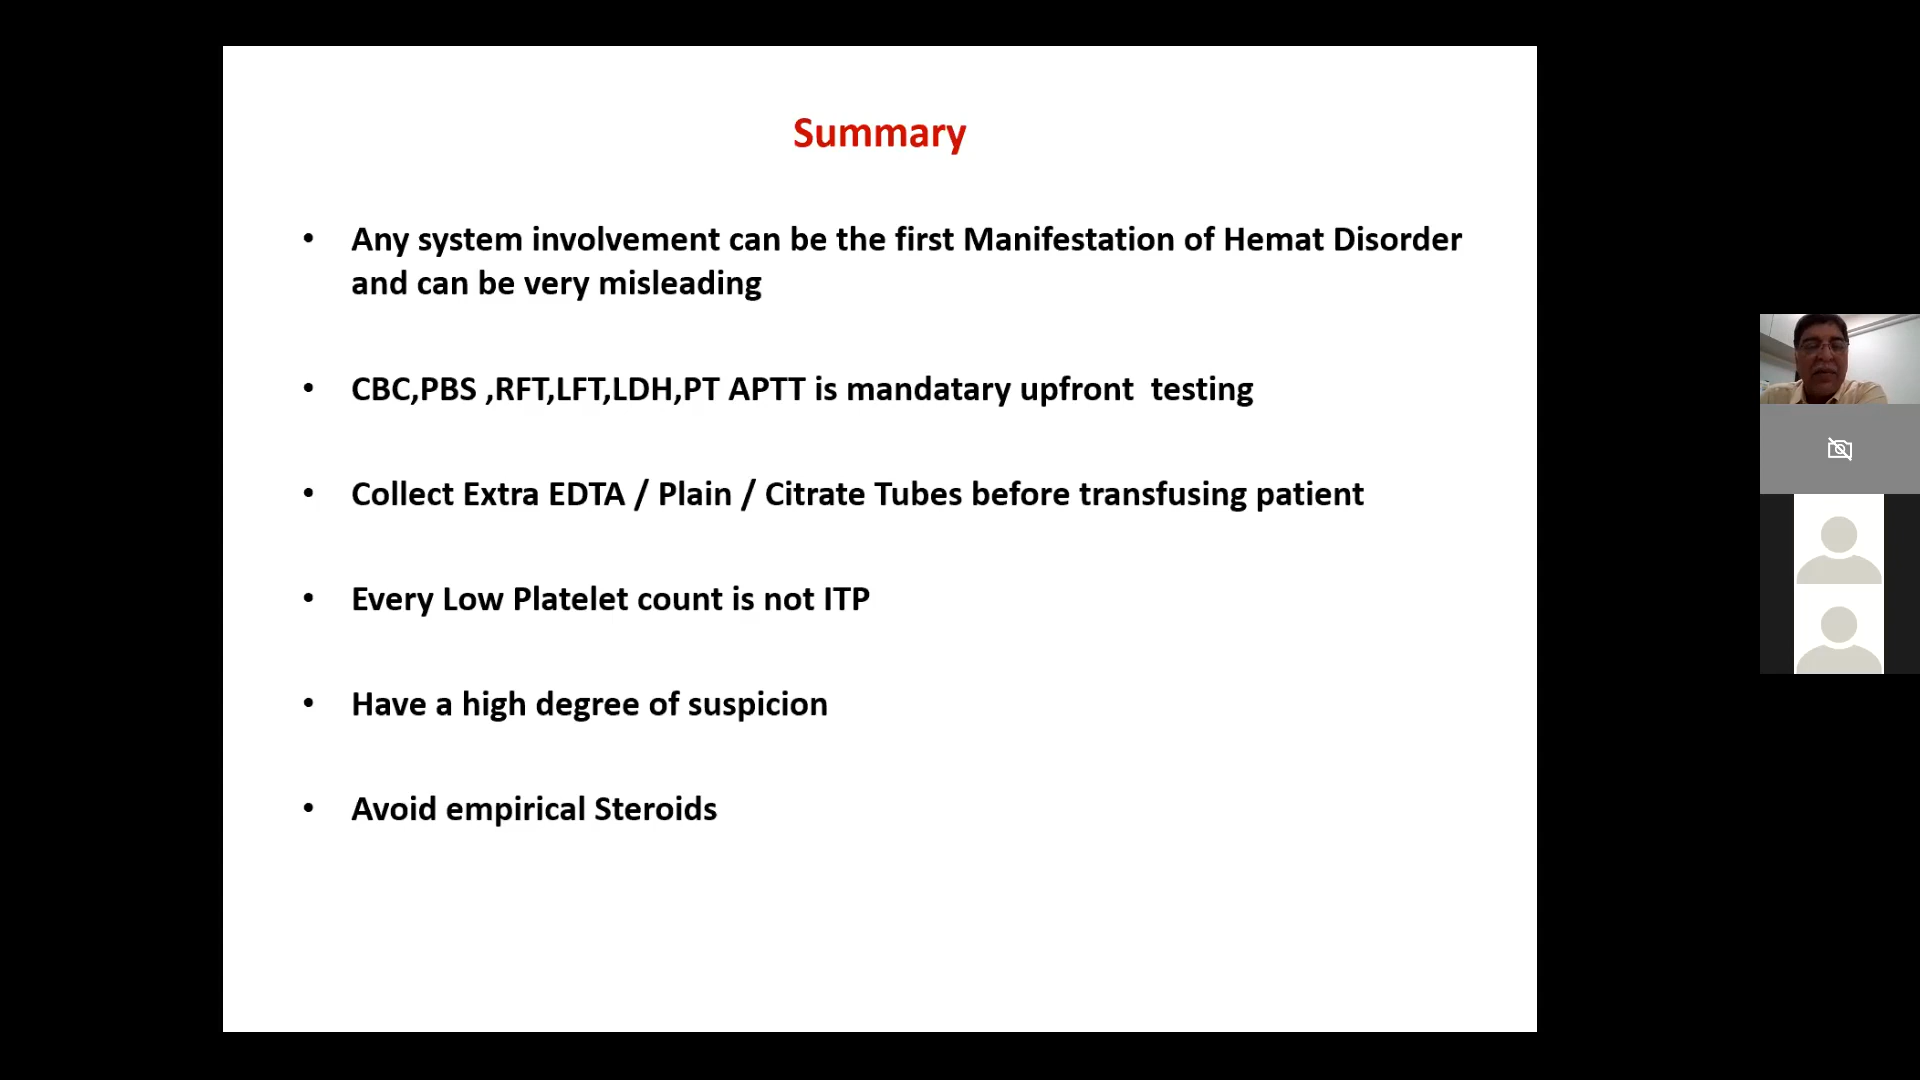 Summary
• Any system involvement can be the first Manifestation of Hemat Disorder
and can be very misleading
• CBC,PBS ,RFT,LFT,LDH,PT APTT is mandatary upfront  testing
• Collect Extra EDTA / Plain / Citrate Tubes before transfusing patient
• Every Low Platelet count is not ITP
• Have a high degree of suspicion
• Avoid empirical Steroids